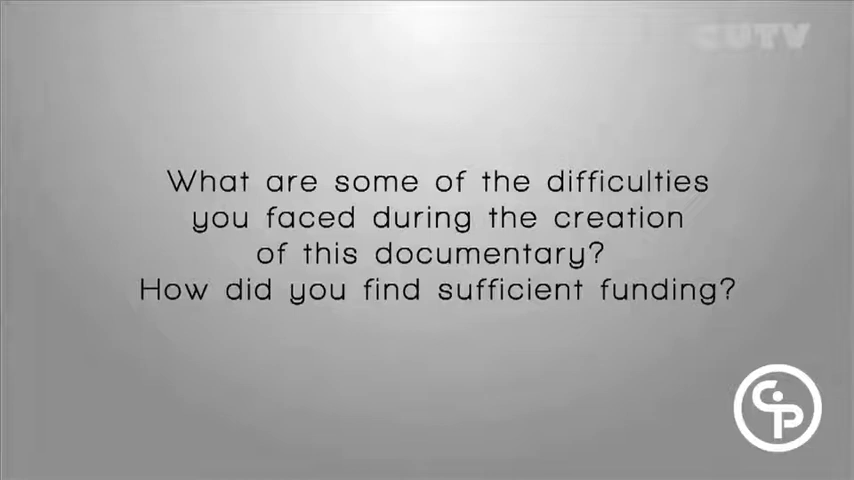 CUTV
What are some of the difficulties
you faced during the creation
of this documentary?
How did you find sufficient funding?
CP